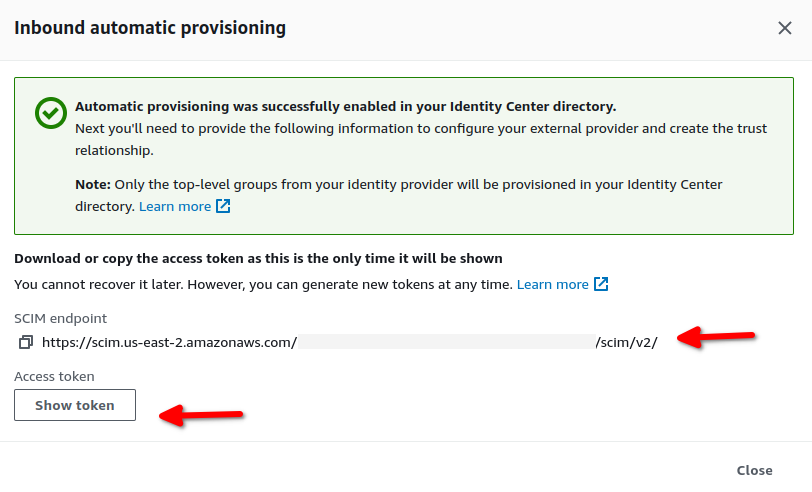 Inbound automatic provisioning
Automatic provisioning was successfully enabled in your Identity Center directory.
Next you'll need to provide the following information to configure your external provider and create the trust
relationship.
Note: Only the top-level groups from your identity provider will be provisioned in your Identity Center
directory. Learn more
Download or copy the access token as this is the only time it will be shown
You cannot recover it later. However, you can generate new tokens at any time. Learn more
SCIM endpoint
https://scim.us-east-2.amazonaws.com/ /scim/v2/
Access token
Show token
Close